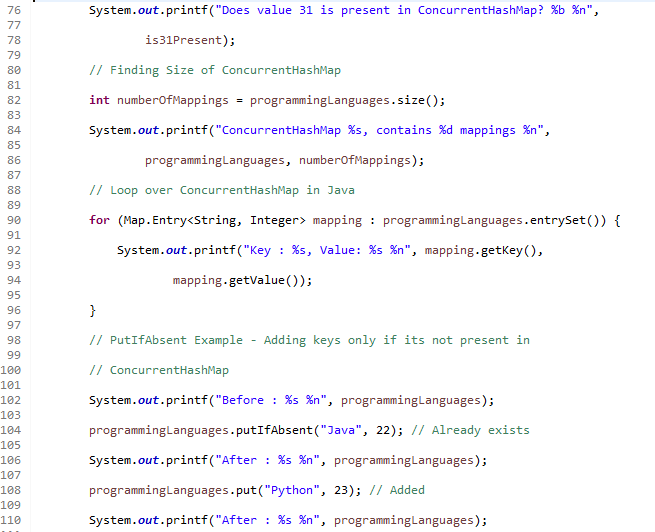 76 System.out.printf("Does value 31 is present in ConcurrentHashMap? %b %n",
77
78 is31Present);
79
80 // Finding Size of ConcurrentHashMap
81
82 int numberOfMappings = programmingLanguages.size();
83
84 System.out.printf("ConcurrentHashMap %s, contains %d mappings %n",
85
86 programmingLanguages, numberOfMappings);
87
88 // Loop over ConcurrentHashMap in Java
89
90 for (Map.Entry<String, Integer> mapping : programmingLanguages.entrySet()) {
91
92 System.out.printf("Key : %s, Value: %s %n", mapping.getKey(),
93
94 mapping.getValue());
95
96 }
97
98 // PutIfAbsent Example - Adding keys only if its not present in
99
100 // ConcurrentHashMap
101
102 System.out.printf("Before : %s %n", programmingLanguages);
103
104 programmingLanguages.putIfAbsent("Java", 22); // Already exists
105
106 System.out.printf("After : %s %n", programmingLanguages);
107
108 programmingLanguages.put("Python", 23); // Added
109
110 System.out.printf("After : %s %n", programmingLanguages);